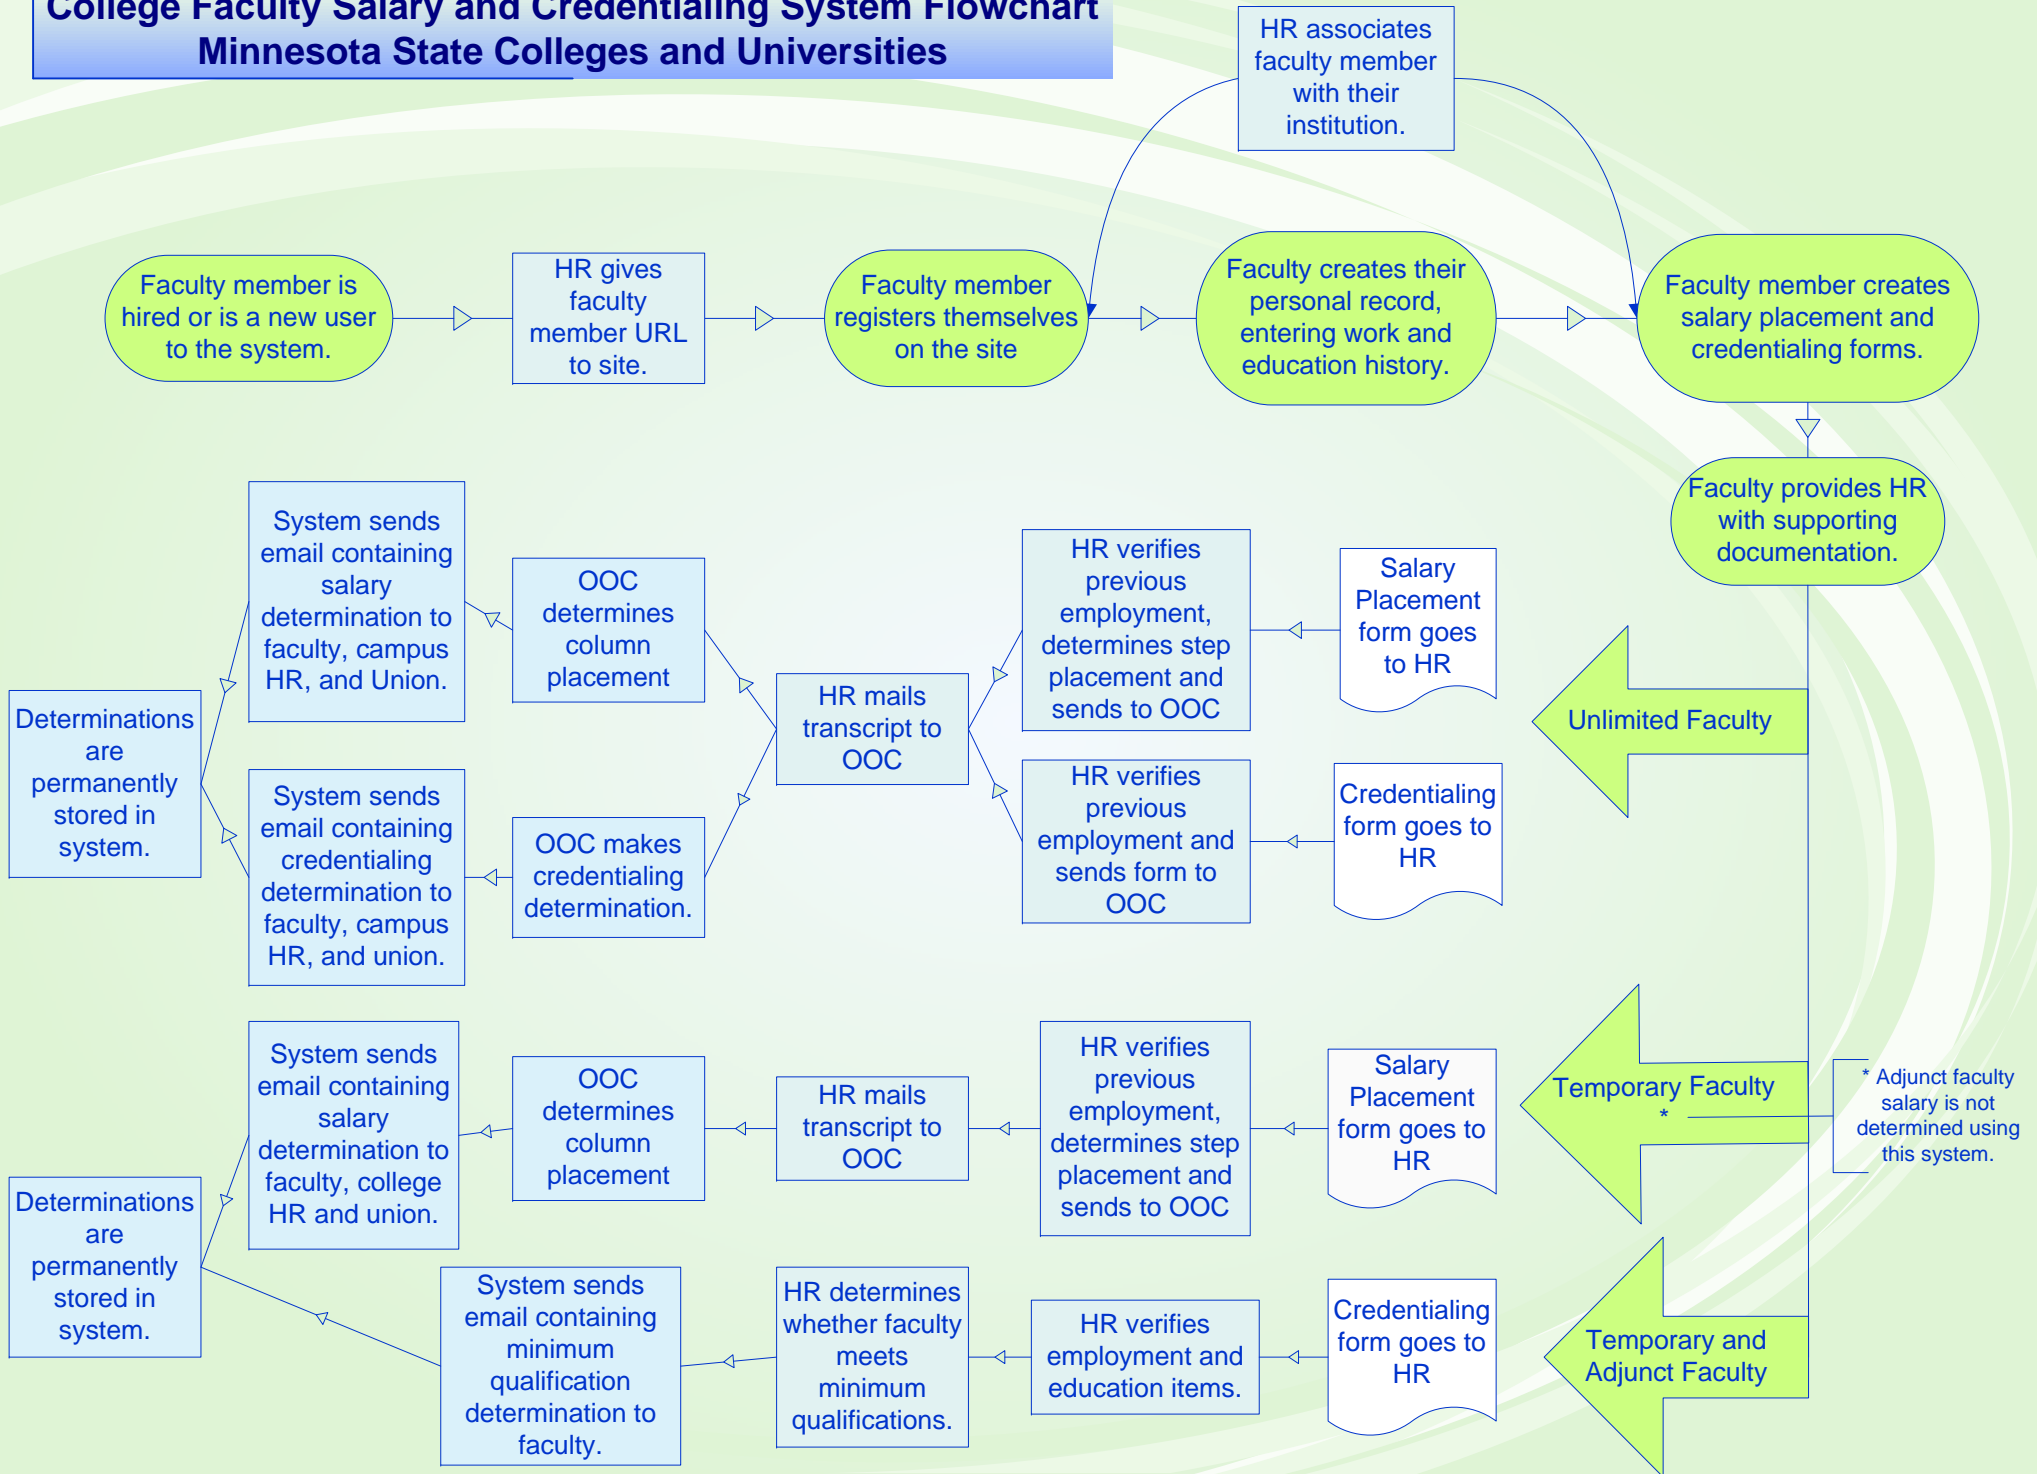 College Faculty Salary and Credentialing System Flowchart
Minnesota State Colleges and Universities
HR associates
faculty member
with their
institution.
Faculty member is
hired or is a new user
to the system.
HR gives
faculty
member URL
to site.
Faculty member
registers themselves
on the site
Faculty creates their
personal record,
entering work and
education history.
Faculty member creates
salary placement and
credentialing forms.
Faculty provides HR
with supporting
documentation.
Unlimited Faculty
Salary
Placement
form goes
to HR
HR verifies
previous
employment,
determines step
placement and
sends to OOC
Credentialing
form goes to
HR
HR verifies
previous
employment and
sends form to
OOC
HR mails
transcript to
OOC
OOC
determines
column
placement
System sends
email containing
salary
determination to
faculty, campus
HR, and Union.
OOC makes
credentialing
determination.
System sends
email containing
credentialing
determination to
faculty, campus
HR, and union.
Determinations
are
permanently
stored in
system.
Temporary Faculty
*
* Adjunct faculty
salary is not
determined using
this system.
Salary
Placement
form goes to
HR
HR verifies
previous
employment,
determines step
placement and
sends to OOC
HR mails
transcript to
OOC
OOC
determines
column
placement
System sends
email containing
salary
determination to
faculty, college
HR and union.
Determinations
are
permanently
stored in
system.
Temporary and
Adjunct Faculty
Credentialing
form goes to
HR
HR verifies
employment and
education items.
HR determines
whether faculty
meets
minimum
qualifications.
System sends
email containing
minimum
qualification
determination to
faculty.